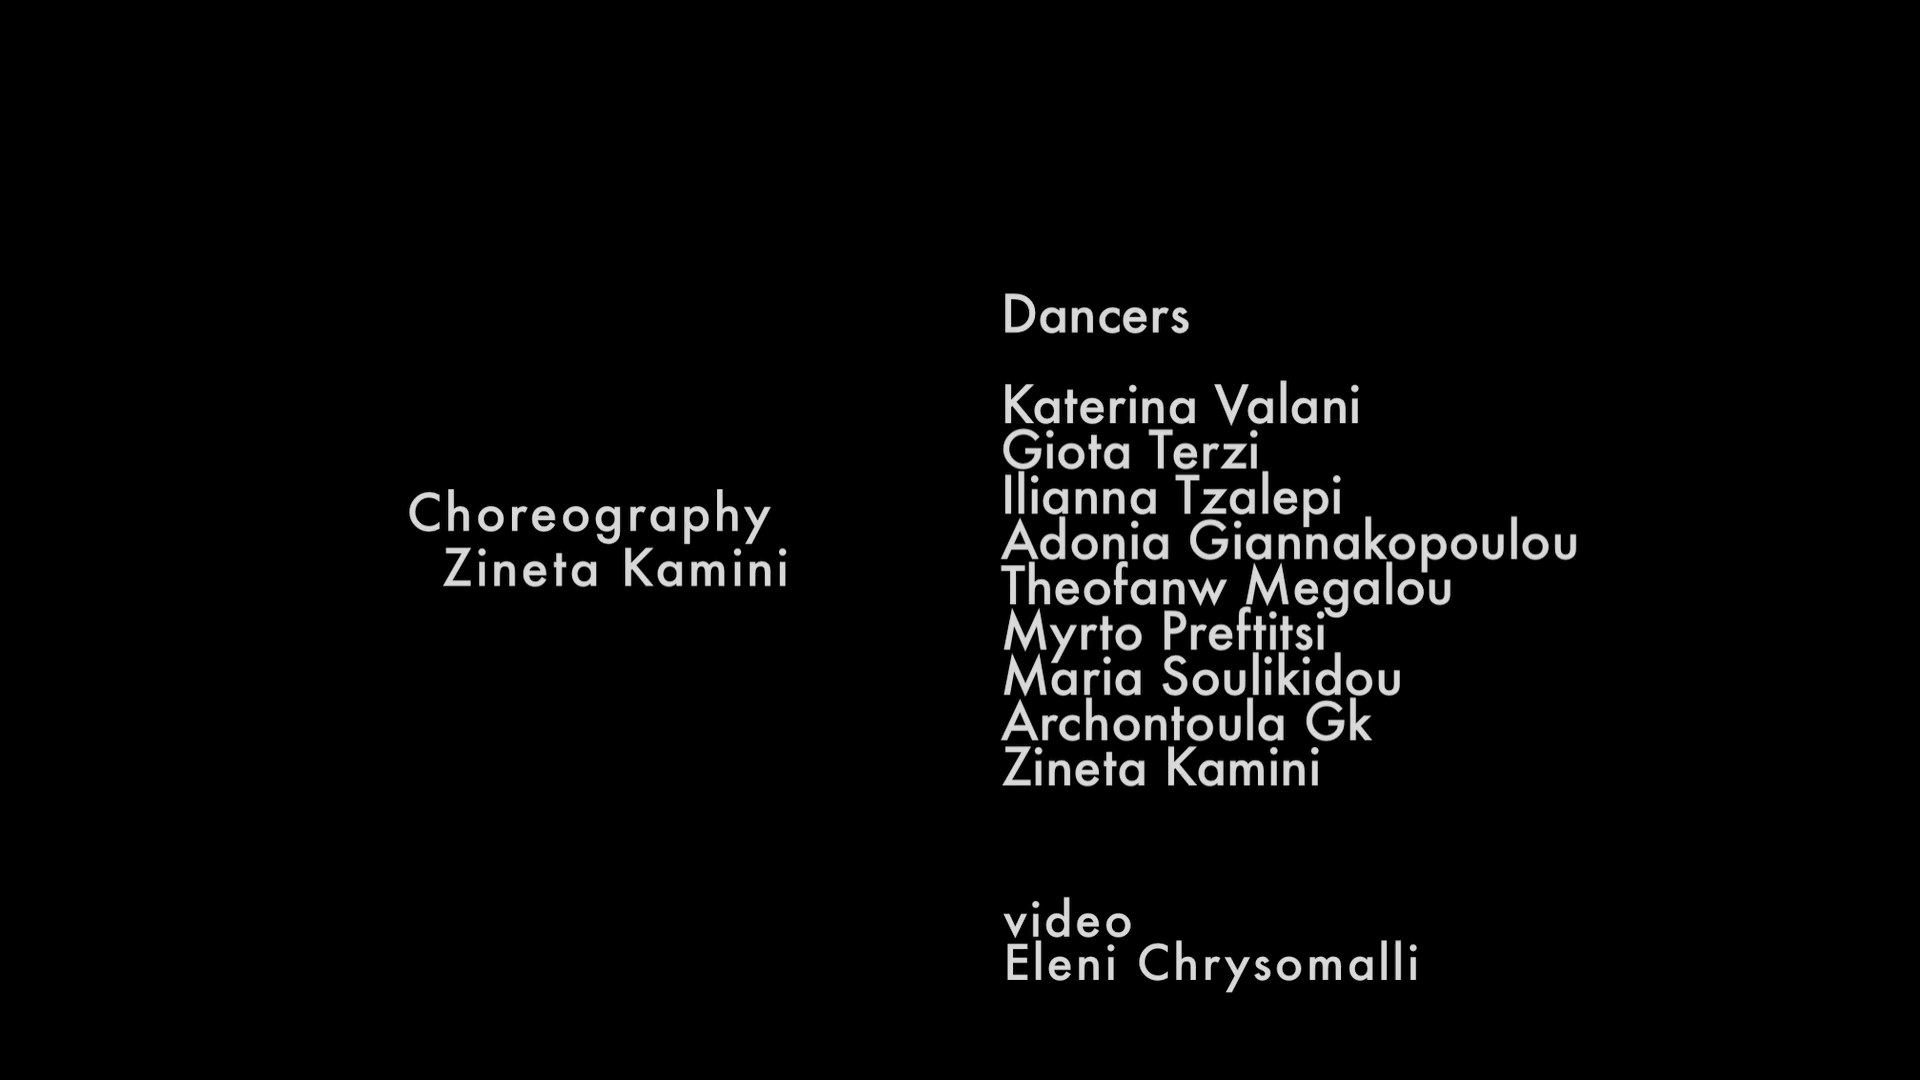 Choreography
Zineta Kamini
Dancers
Katerina Valani
Giota Terzi
Ilianna Tzalepi
Adonia Giannakopoulou
Theofanw Megalou
Myrto Preftitsi
Maria Soulikidou
Archontoula Gk
Zineta Kamini
video
Eleni Chrysomalli